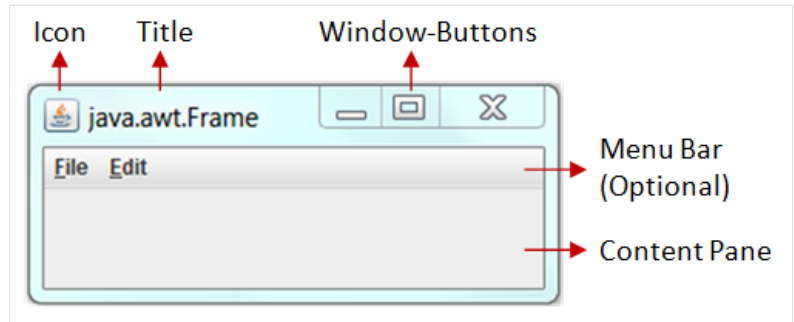 Icon Title Window-Buttons
java.awt.Frame
File Edit
Menu Bar
(Optional)
Content Pane